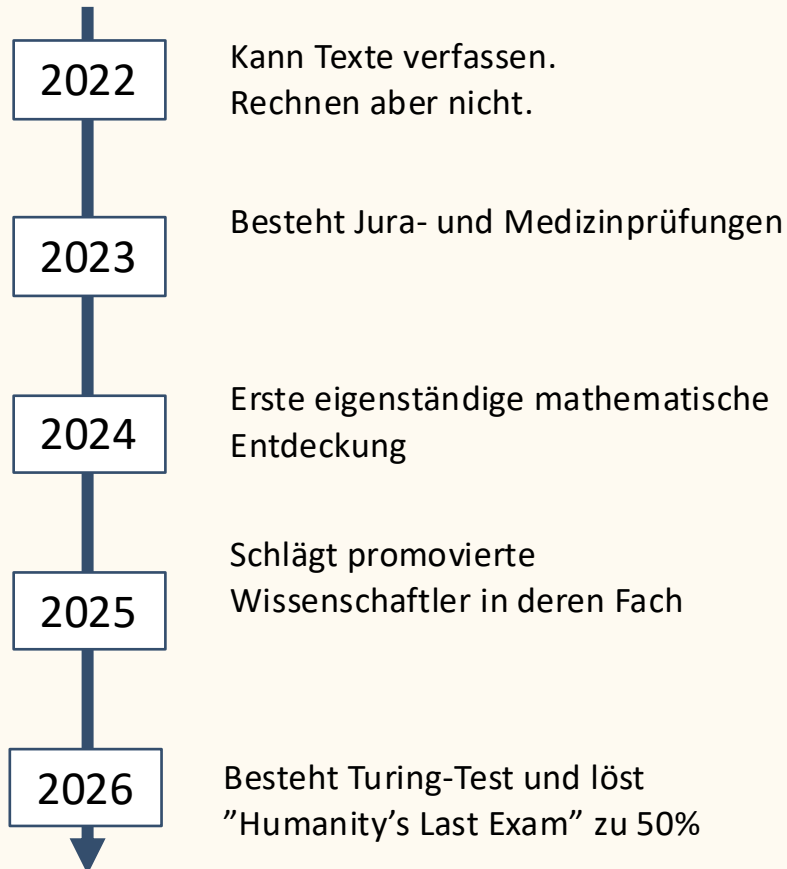 2022
Kann Texte verfassen.
Rechnen aber nicht.
2023
Besteht Jura- und Medizinprüfungen
2024
Erste eigenständige mathematische
Entdeckung
2025
Schlägt promovierte
Wissenschaftler in deren Fach
2026
Besteht Turing-Test und löst
”Humanity’s Last Exam” zu 50%